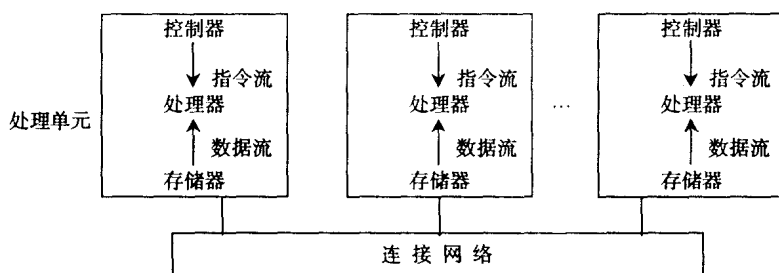 控制器 控制器 控制器
指令流 指令流 指令流
处理单元 处理器 处理器 … 处理器
数据流 数据流 数据流
存储器 存储器 存储器
连接网络